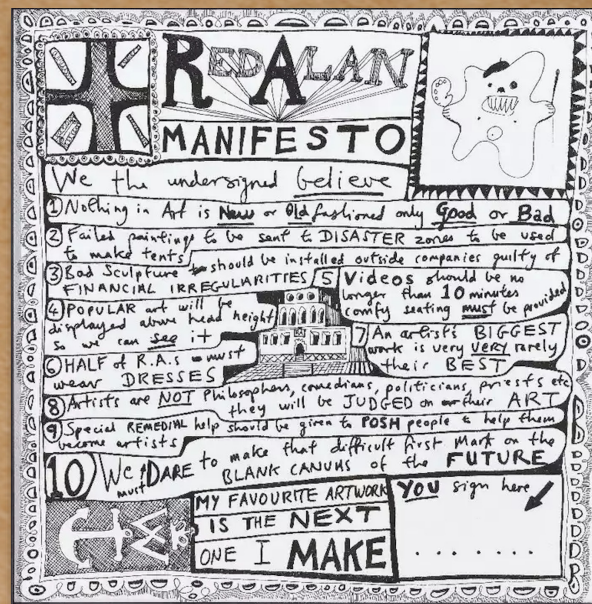 RED ALAN
MANIFESTO
We the undersigned believe
1 Nothing in Art is New or Old fashioned only Good or Bad
2 Failed paintings to be sent to DISASTER zones to be used
to make tents
3 Bad Sculpture should be installed outside companies guilty of
FINANCIAL IRREGULARITIES
4 POPULAR art will be
displayed above head height
so we can see it
5 Videos should be no
longer than 10 minutes
comfy seating must be provided
6 HALF of R.A.s must
wear DRESSES
7 An artist's BIGGEST
work is very VERY rarely
their BEST
8 Artists are NOT Philosophers, comedians, politicians, priests etc
they will be JUDGED on their ART
9 Special REMEDIAL help should be given to POSH people to help them
become artists
10 We must DARE to make that difficult first Mark on the
BLANK CANVUS of the FUTURE
MY FAVOURITE ARTWORK
IS THE NEXT
ONE I MAKE
YOU sign here
........